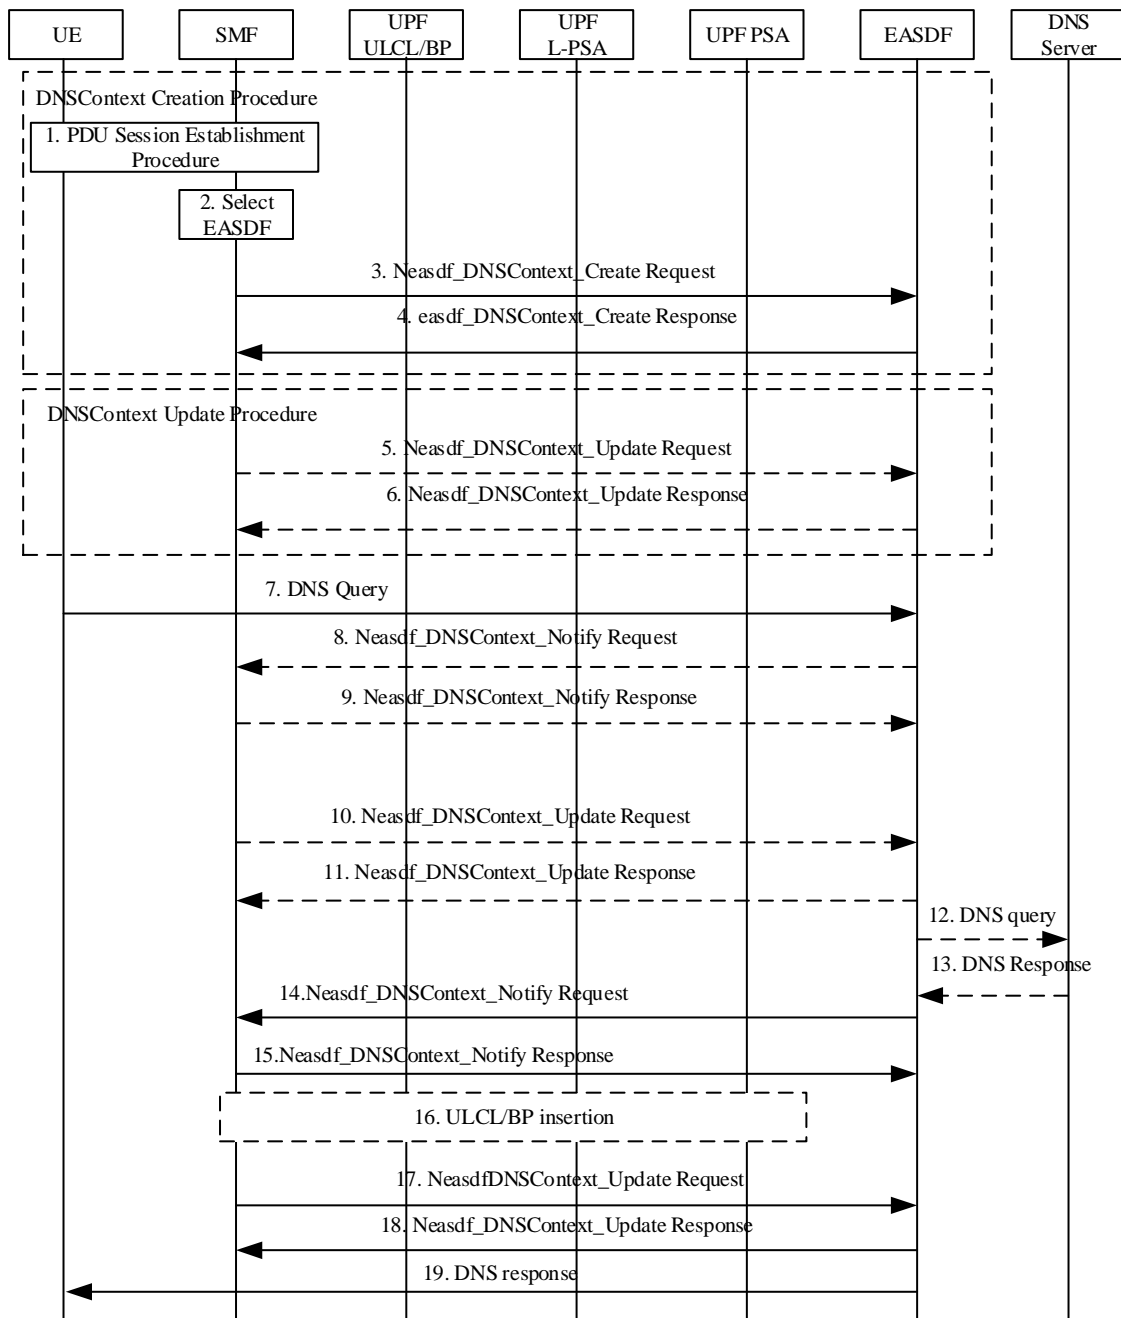 UE
SMF
UPF
ULCL/BP
UPF
L-PSA
UPF PSA
EASDF
DNS
Server
DNSContext Creation Procedure
1. PDU Session Establishment
Procedure
2. Select
EASDF
3. Neasdf_DNSContext_Create Request
4. easdf_DNSContext_Create Response
DNSContext Update Procedure
5. Neasdf_DNSContext_Update Request
6. Neasdf_DNSContext_Update Response
7. DNS Query
8. Neasdf_DNSContext_Notify Request
9. Neasdf_DNSContext_Notify Response
10. Neasdf_DNSContext_Update Request
11. Neasdf_DNSContext_Update Response
12. DNS query
13. DNS Response
14.Neasdf_DNSContext_Notify Request
15.Neasdf_DNSContext_Notify Response
16. ULCL/BP insertion
17. NeasdfDNSContext_Update Request
18. Neasdf_DNSContext_Update Response
19. DNS response